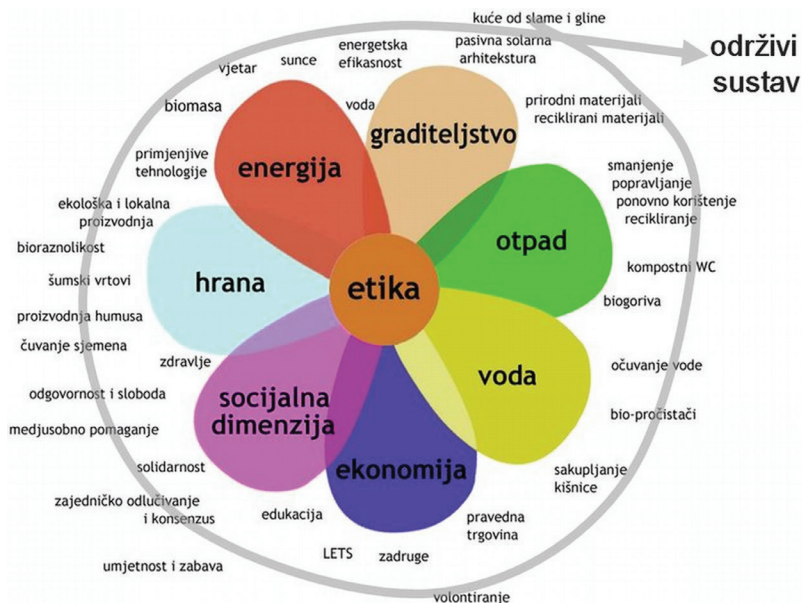 kuće od slame i gline
održivi
sustav
energetska
efikasnost
pasivna solarna
arhitektura
sunce
vjetar
voda
biomasa
prirodni materijali
reciklirani materijali
graditeljstvo
energija
primjenjive
tehnologije
smanjenje
popravljanje
ponovno korištenje
recikliranje
ekološka i lokalna
proizvodnja
otpad
bioraznolikost
kompostni WC
šumski vrtovi
hrana
etika
biogoriva
proizvodnja humusa
čuvanje sjemena
zdravlje
voda
očuvanje vode
odgovornost i sloboda
socijalna
dimenzija
bio-pročistači
medjusobno pomaganje
solidarnost
ekonomija
sakupljanje
kišnice
zajedničko odlučivanje
i konsenzus
edukacija
pravedna
trgovina
LETS
zadruge
umjetnost i zabava
volontiranje